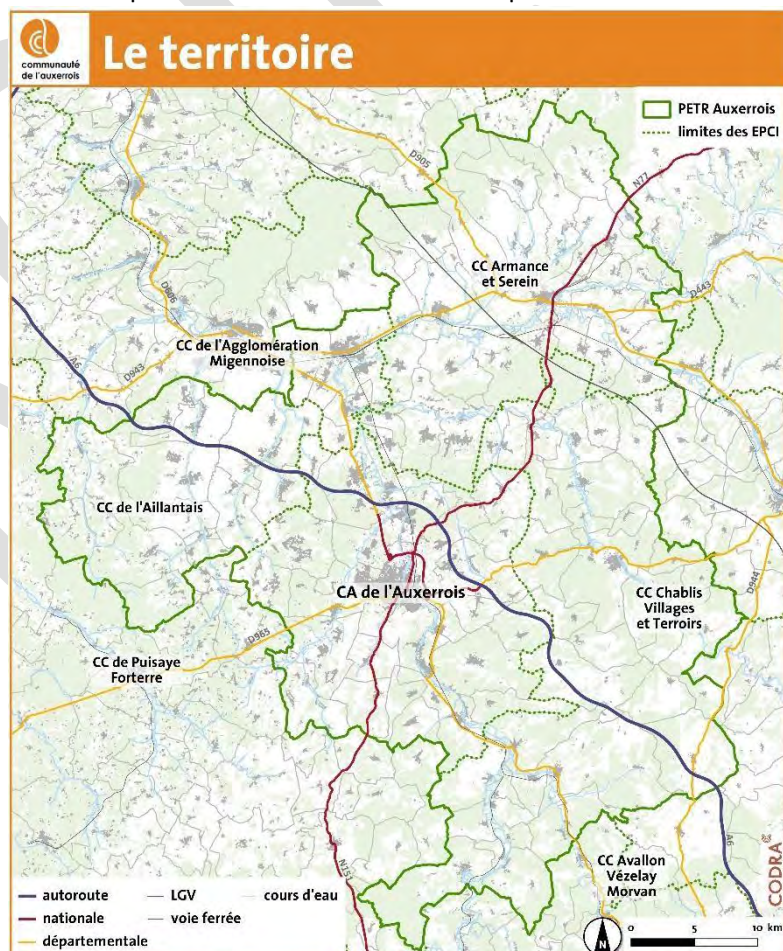 communauté
de l'auxerrois
Le territoire
PETR Auxerrois
limites des EPCI
D905
N77
CC Armance
et Serein
D443
D606
CC de l'Agglomération
Migennoise
A6
D943
CC de l'Aillantais
CA de l'Auxerrois
CC Chablis
Villages
et Terroirs
D944
D965
CC de Puisaye
Forterre
N151
CC Avallon
Vézelay
Morvan
A6
CODRA
autoroute
LGV
cours d'eau
nationale
voie ferrée
départementale
N
0 5 10 km